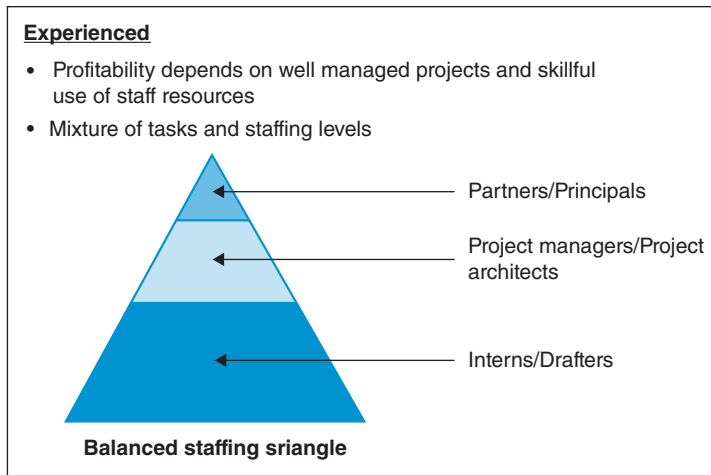 Experienced
• Profitability depends on well managed projects and skillful
use of staff resources
• Mixture of tasks and staffing levels
Partners/Principals
Project managers/Project
architects
Interns/Drafters
Balanced staffing sriangle